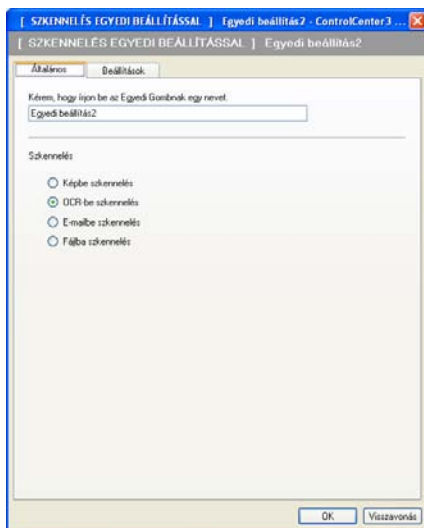 [ SZKENNELÉS EGYEDI BEÁLLÍTÁSSAL ] Egyedi beállítás2 - ControlCenter3 ...
[ SZKENNELÉS EGYEDI BEÁLLÍTÁSSAL ] Egyedi beállítás2
Általános Beállítások
Kérem, hogy írjon be az Egyedi Gombnak egy nevet.
Egyedi beállítás2
Szkennelés
Képbe szkennelés
OCR-be szkennelés
E-mailbe szkennelés
Fájlba szkennelés
OK Visszavonás